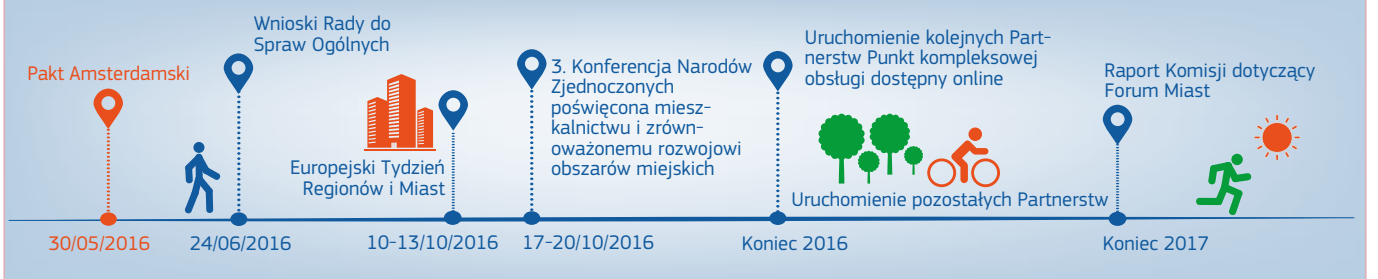 Pakt Amsterdamski
30/05/2016
Wnioski Rady do
Spraw Ogólnych
24/06/2016
Europejski Tydzień
Regionów i Miast
10-13/10/2016
3. Konferencja Narodów
Zjednoczonych
poświęcona miesz-
kalnictwu i zrówn-
oważonemu rozwojowi
obszarów miejskich
17-20/10/2016
Uruchomienie kolejnych Part-
nerstw Punkt kompleksowej
obsługi dostępny online
Uruchomienie pozostałych Partnerstw
Koniec 2016
Raport Komisji dotyczący
Forum Miast
Koniec 2017